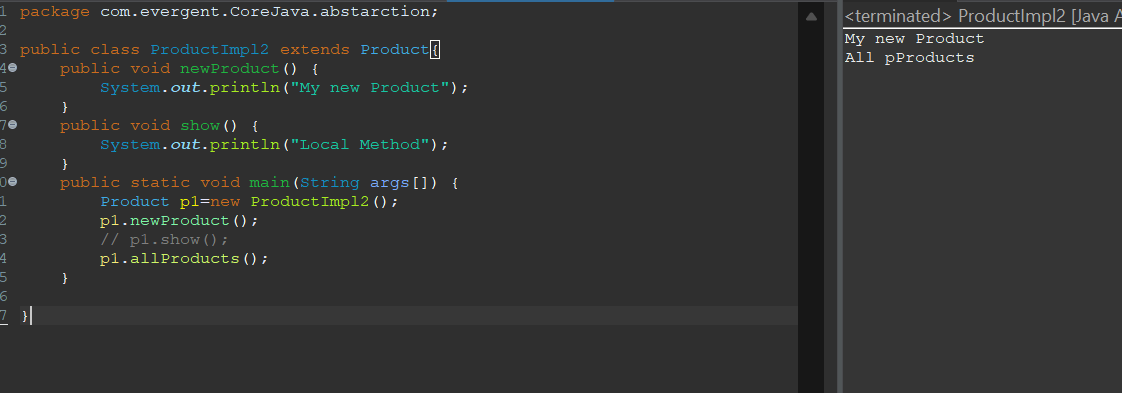 1 package com.evergent.CoreJava.abstarction;
2
3 public class ProductImpl2 extends Product{
4 public void newProduct() {
5 System.out.println("My new Product");
6 }
7 public void show() {
8 System.out.println("Local Method");
9 }
0 public static void main(String args[]) {
1 Product p1=new ProductImpl2();
2 p1.newProduct();
3 // p1.show();
4 p1.allProducts();
5 }
6
7 }
<terminated> ProductImpl2 [Java A
My new Product
All pProducts